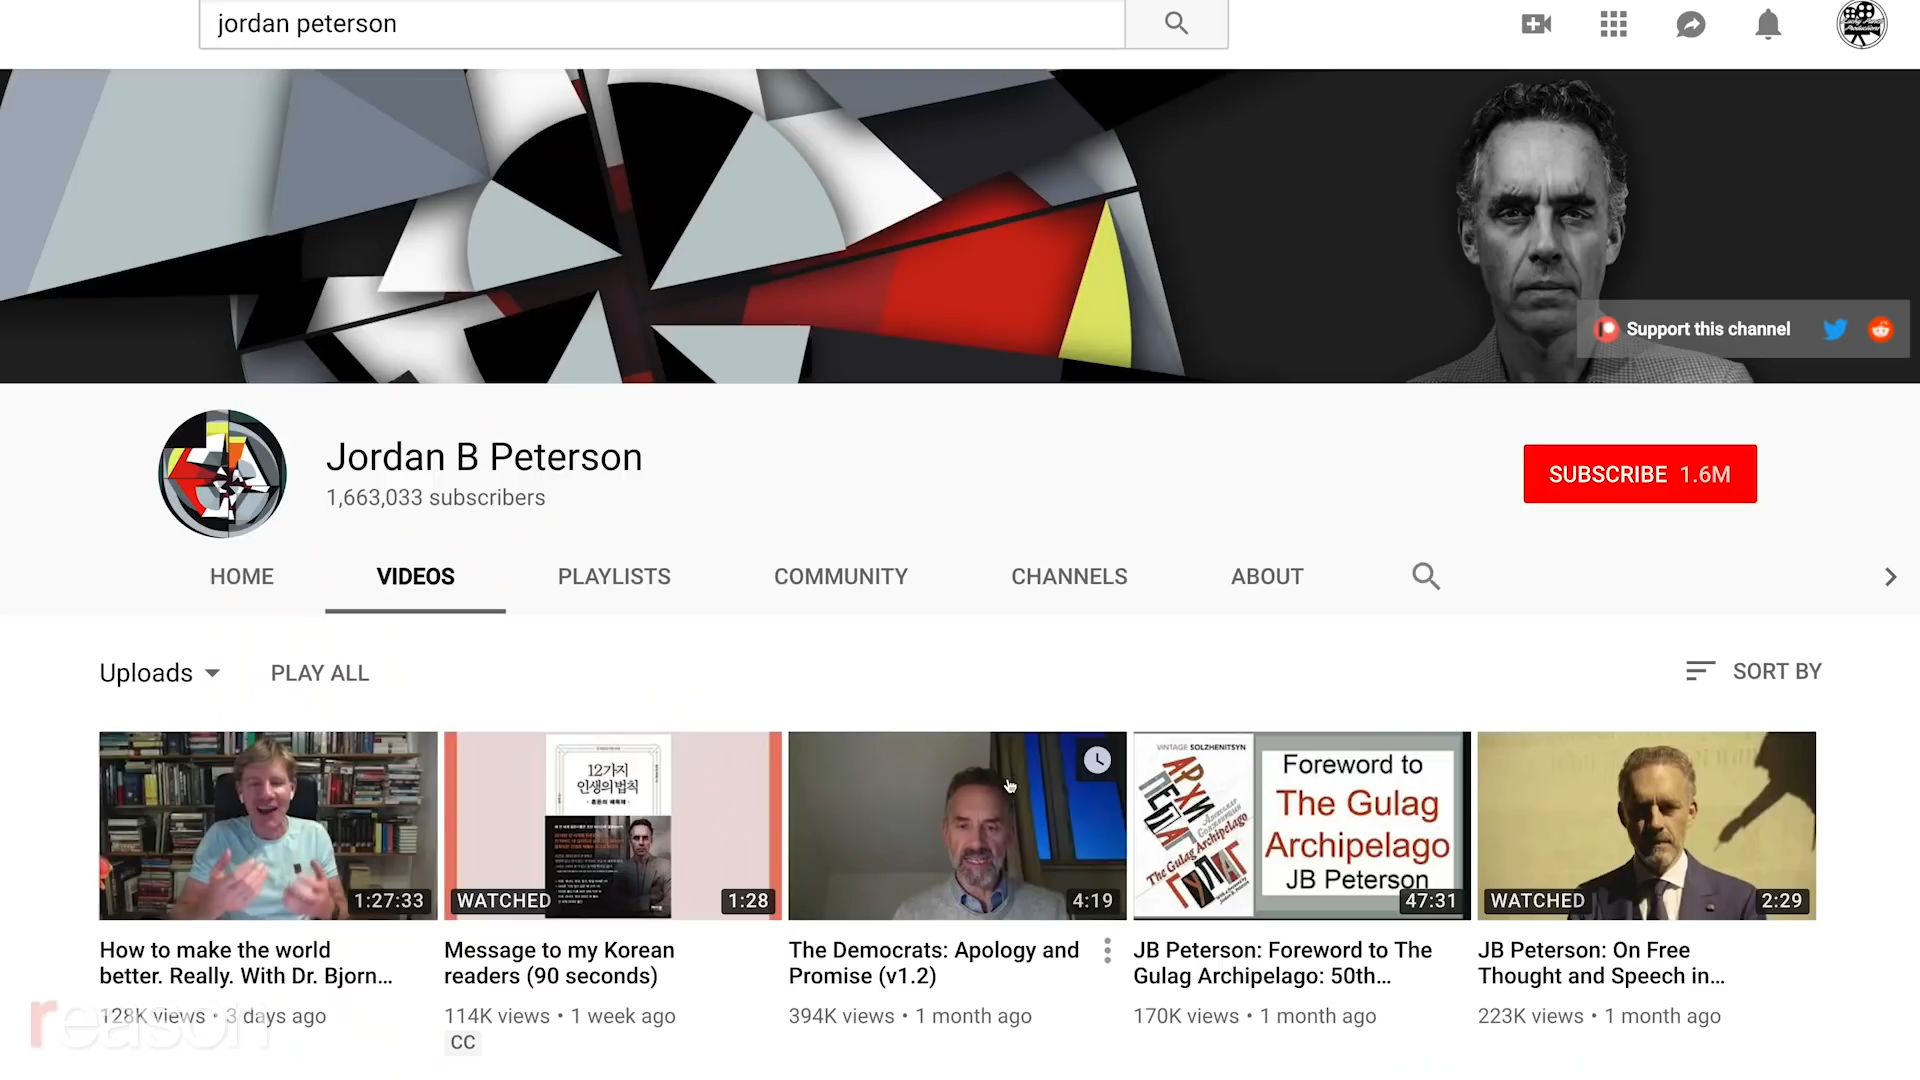 jordan peterson
Support this channel
Jordan B Peterson
1,663,033 subscribers
SUBSCRIBE 1.6M
HOME
VIDEOS
PLAYLISTS
COMMUNITY
CHANNELS
ABOUT
Uploads
PLAY ALL
SORT BY
1:27:33
12가지
인생의 법칙
WATCHED
1:28
4:19
VINTAGE SOLZHENITSYN
The Gulag Archipelago
Foreword to
The Gulag
Archipelago
JB Peterson
47:31
WATCHED
2:29
How to make the world
better. Really. With Dr. Bjorn...
128K views • 3 days ago
Message to my Korean
readers (90 seconds)
114K views • 1 week ago
CC
The Democrats: Apology and
Promise (v1.2)
394K views • 1 month ago
JB Peterson: Foreword to The
Gulag Archipelago: 50th...
170K views • 1 month ago
JB Peterson: On Free
Thought and Speech in...
223K views • 1 month ago
reason